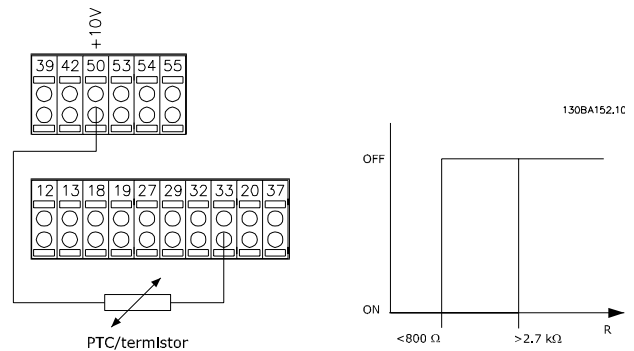 +10V
39 42 50 53 54 55
130BA152.10
OFF
12 13 18 19 27 29 32 33 20 37
ON
R
<800 Ω >2.7 kΩ
PTC/termistor